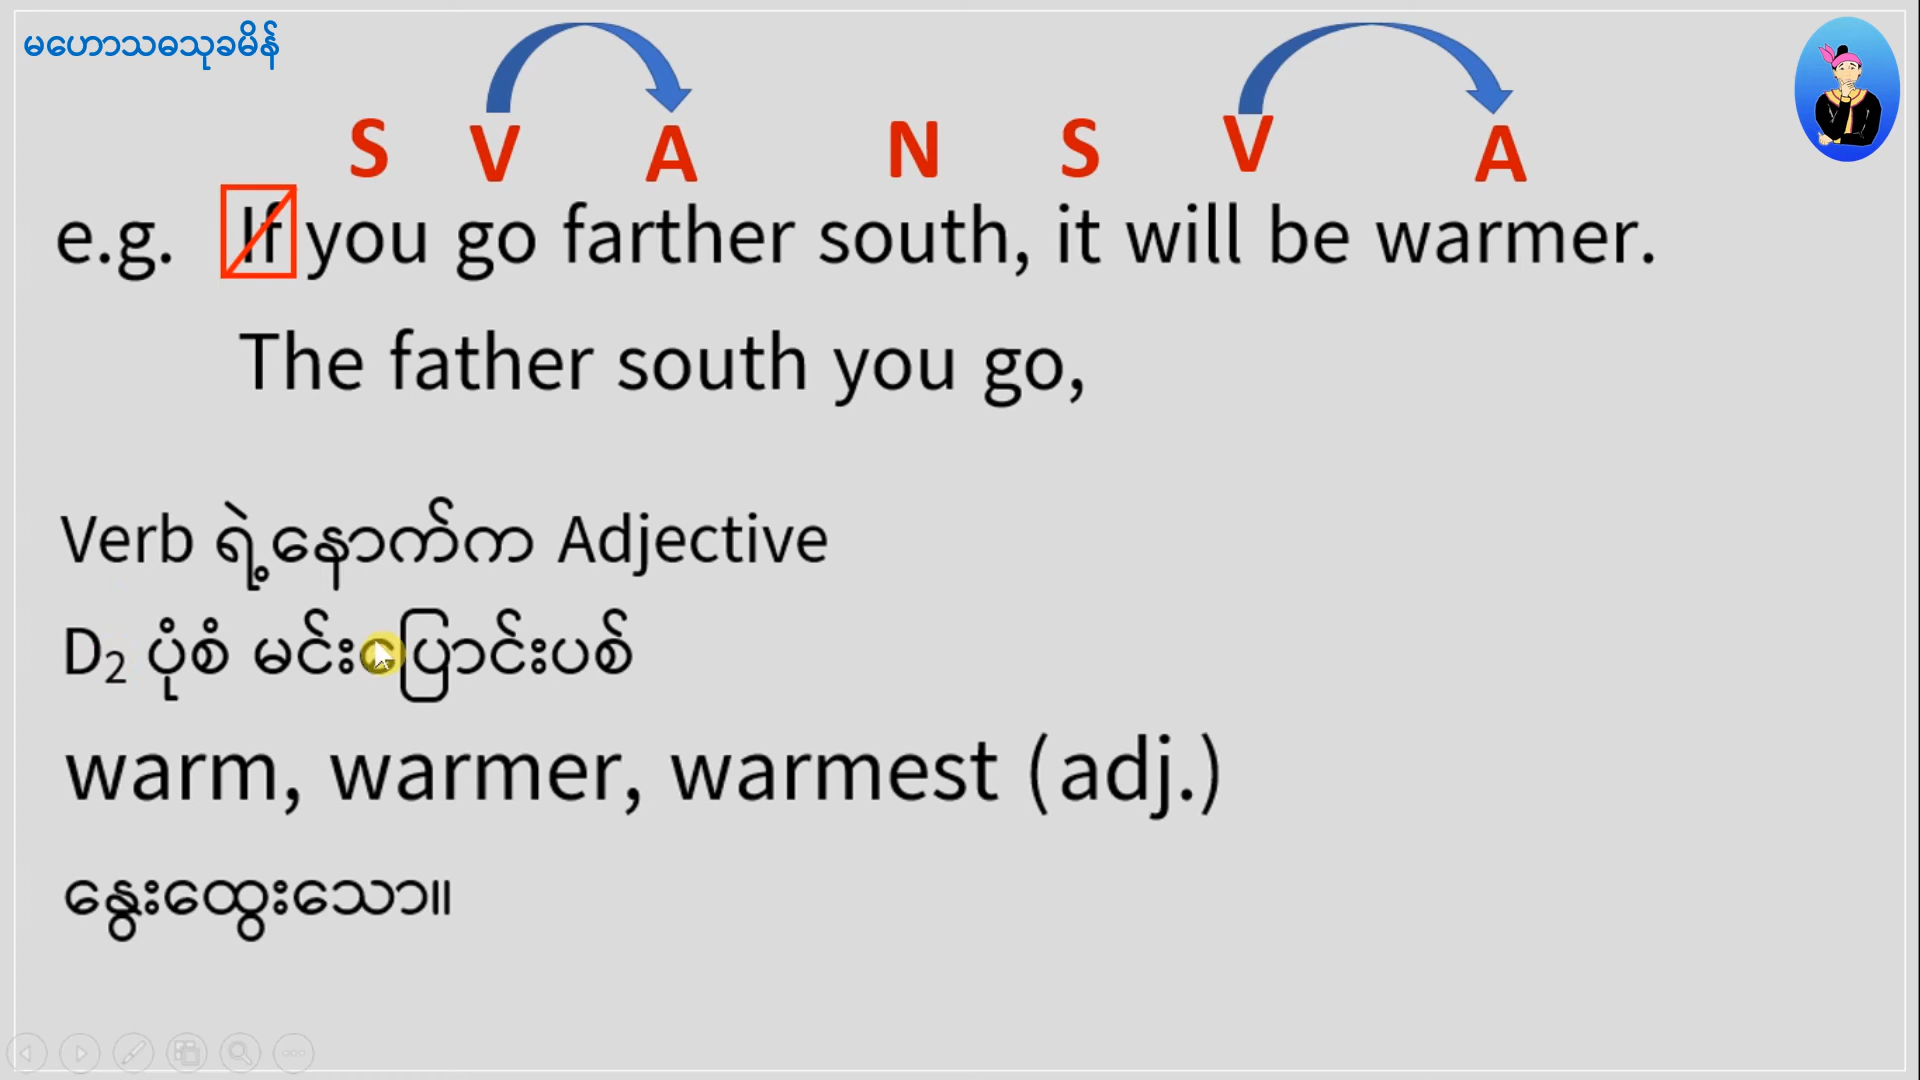 မဟောသဓသုခမိန်
S V A N S V A
e.g. If you go farther south, it will be warmer.
The father south you go,
Verb ရဲ့နောက်က Adjective
D2 ပုံစံ မင်းပြောင်းပစ်
warm, warmer, warmest (adj.)
နွေးထွေးသော။